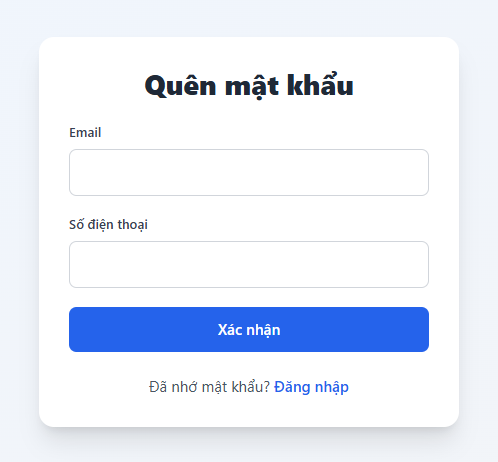 Quên mật khẩu
Email
Số điện thoại
Xác nhận
Đã nhớ mật khẩu? Đăng nhập